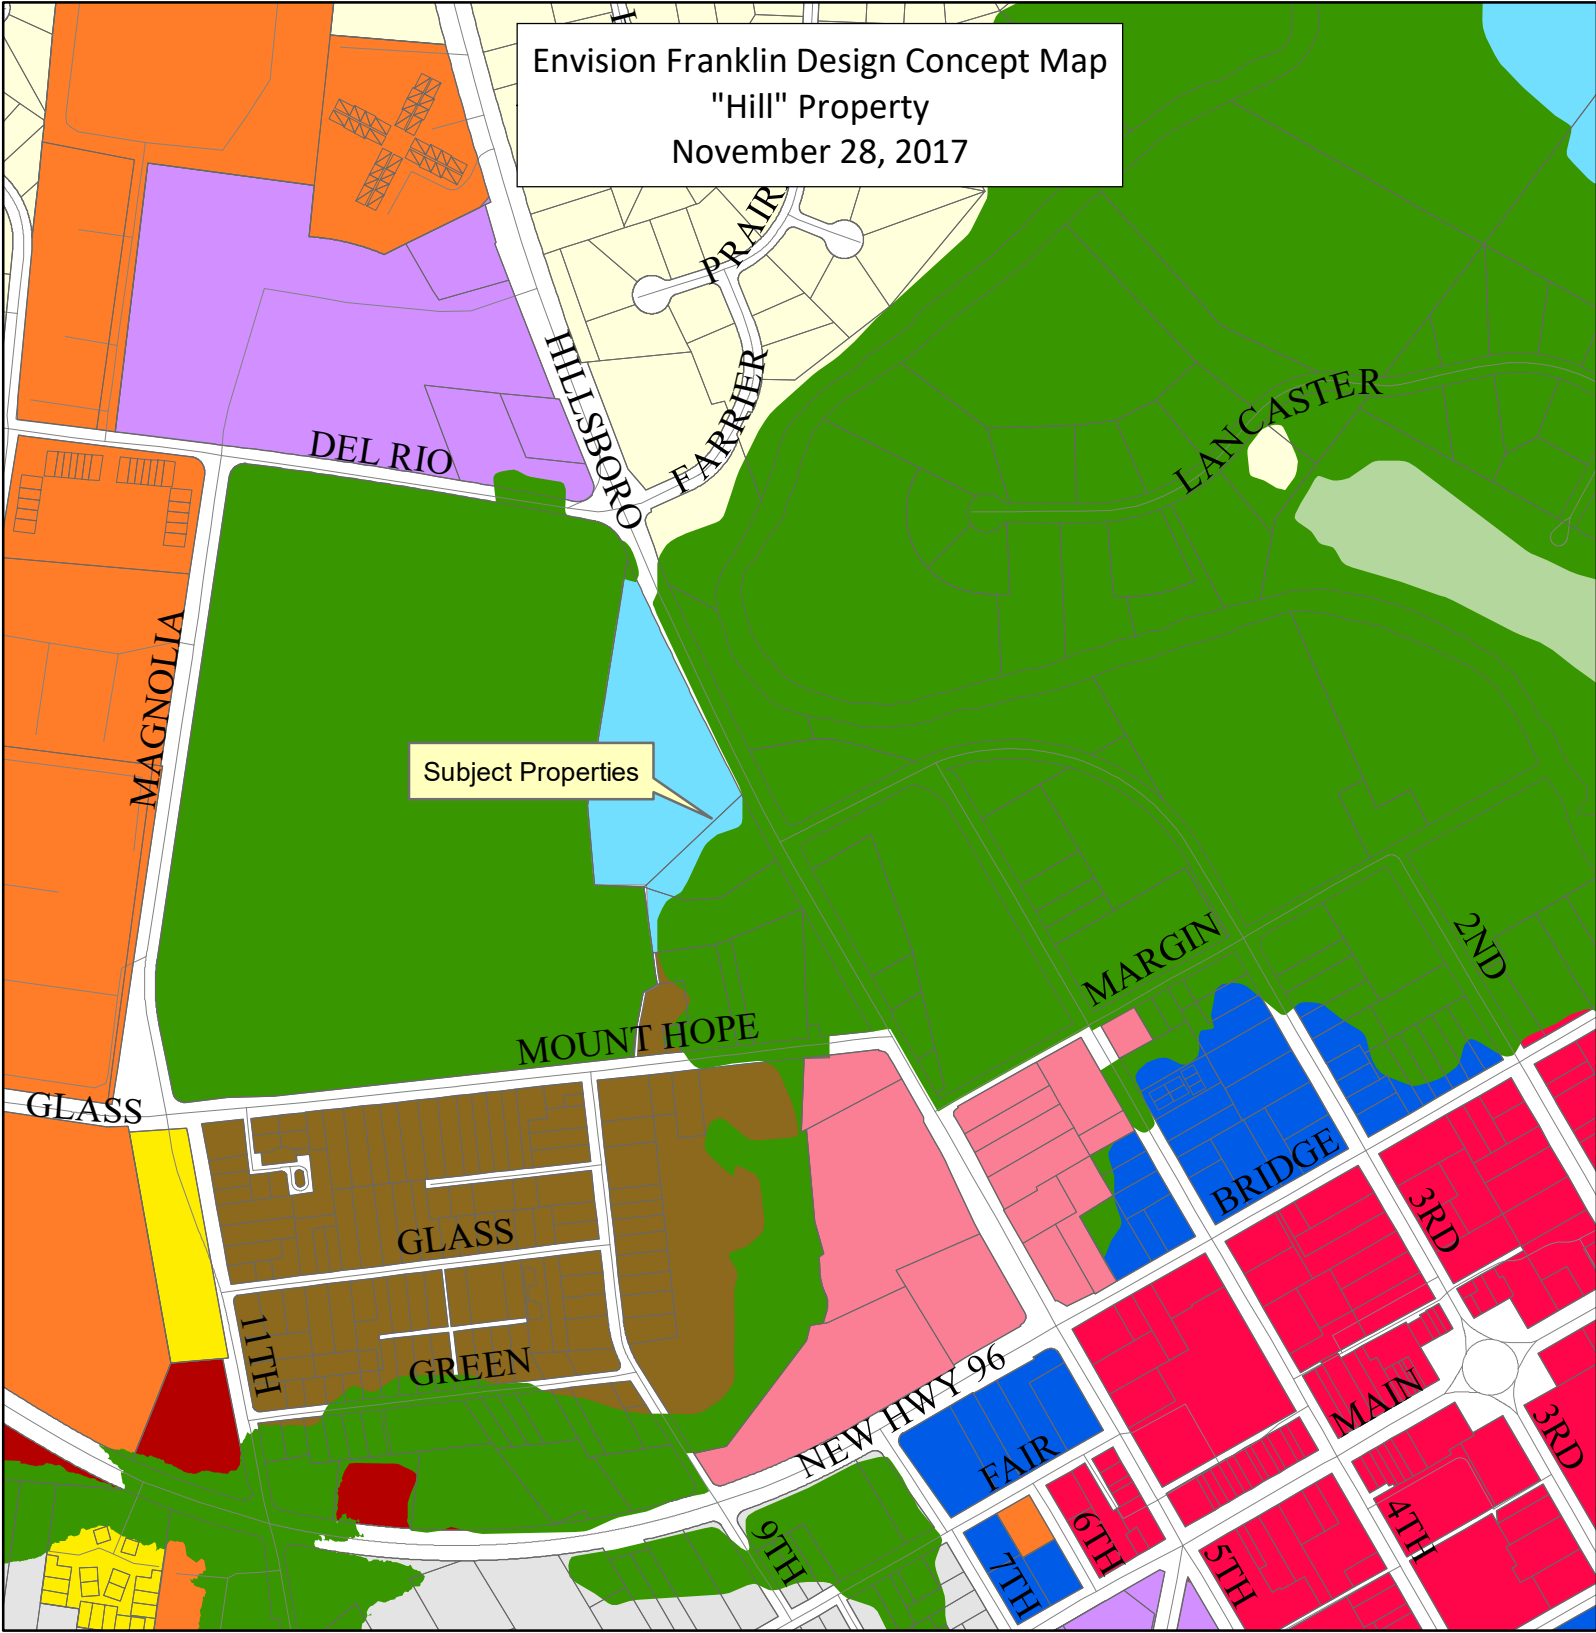 Envision Franklin Design Concept Map
"Hill" Property
November 28, 2017
PRAIR
HILLSBORO
FARRIER
DEL RIO
LANCASTER
MAGNOLIA
Subject Properties
2ND
MARGIN
MOUNT HOPE
GLASS
BRIDGE
3RD
GLASS
11TH
GREEN
NEW HWY 96
MAIN
FAIR
3RD
9TH
7TH
6TH
5TH
4TH